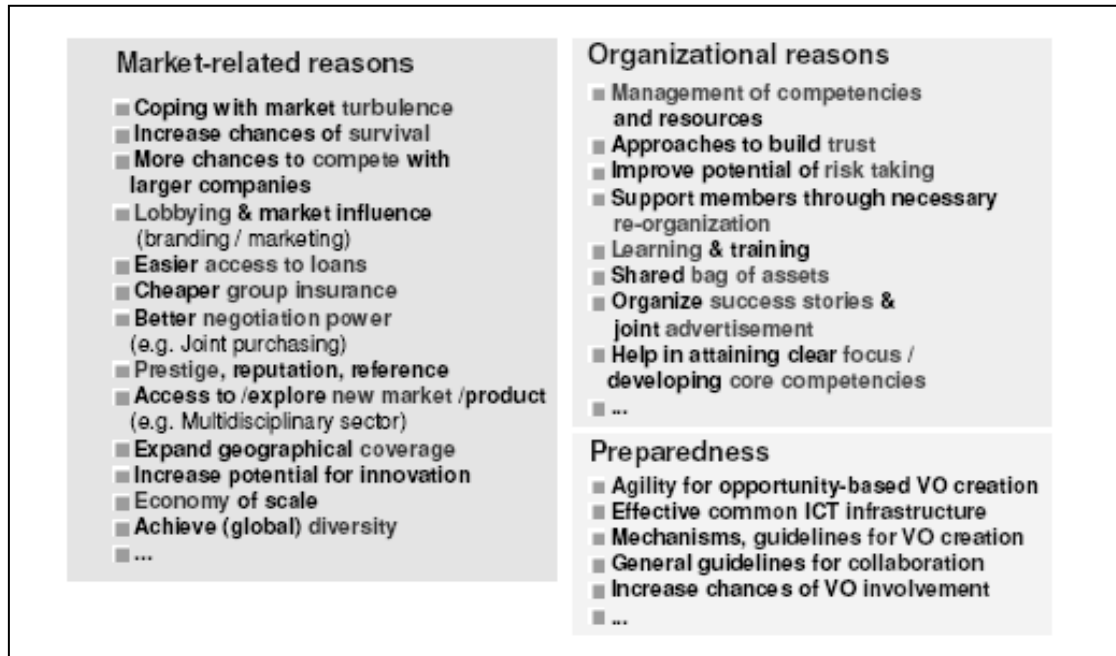 Market-related reasons
Coping with market turbulence
Increase chances of survival
More chances to compete with
larger companies
Lobbying & market influence
(branding / marketing)
Easier access to loans
Cheaper group insurance
Better negotiation power
(e.g. Joint purchasing)
Prestige, reputation, reference
Access to /explore new market /product
(e.g. Multidisciplinary sector)
Expand geographical coverage
Increase potential for innovation
Economy of scale
Achieve (global) diversity
...
Organizational reasons
Management of competencies
and resources
Approaches to build trust
Improve potential of risk taking
Support members through necessary
re-organization
Learning & training
Shared bag of assets
Organize success stories &
joint advertisement
Help in attaining clear focus /
developing core competencies
...
Preparedness
Agility for opportunity-based VO creation
Effective common ICT infrastructure
Mechanisms, guidelines for VO creation
General guidelines for collaboration
Increase chances of VO involvement
...